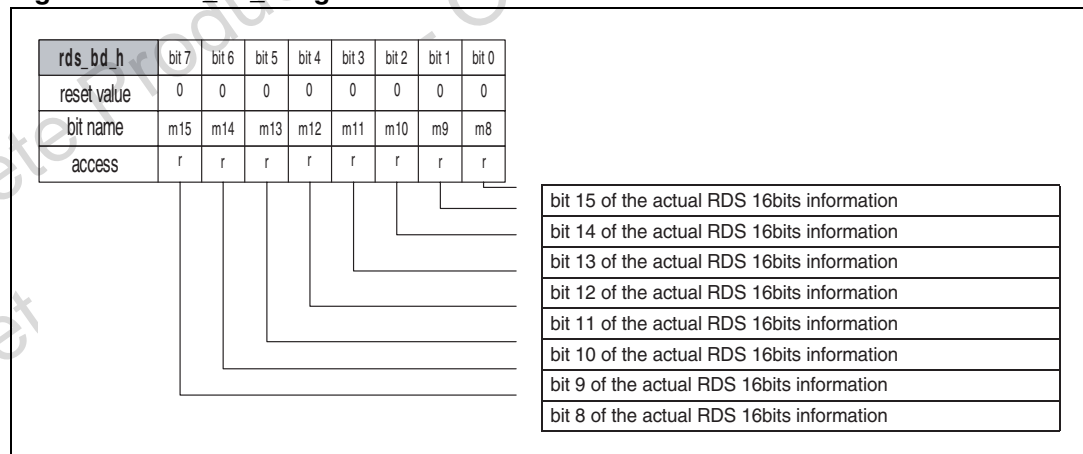 rds_bd_h bit 7 bit 6 bit 5 bit 4 bit 3 bit 2 bit 1 bit 0
reset value 0 0 0 0 0 0 0 0
bit name m15 m14 m13 m12 m11 m10 m9 m8
access r r r r r r r r
bit 15 of the actual RDS 16bits information
bit 14 of the actual RDS 16bits information
bit 13 of the actual RDS 16bits information
bit 12 of the actual RDS 16bits information
bit 11 of the actual RDS 16bits information
bit 10 of the actual RDS 16bits information
bit 9 of the actual RDS 16bits information
bit 8 of the actual RDS 16bits information